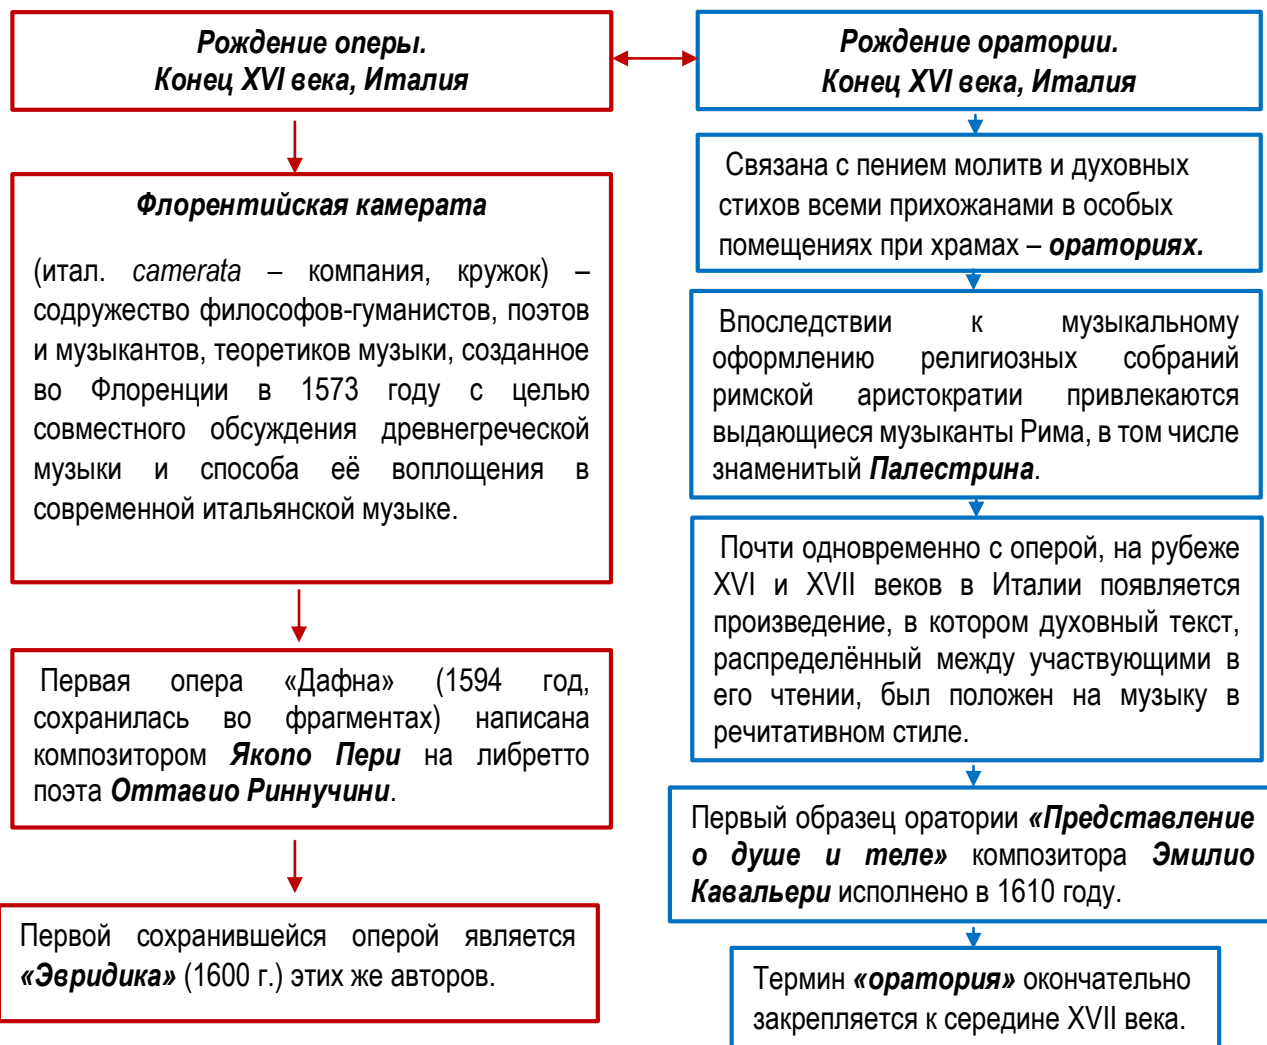 Рождение оперы.
Конец XVI века, Италия
Флорентийская камерата
(итал. camerata – компания, кружок) –
содружество философов-гуманистов, поэтов
и музыкантов, теоретиков музыки, созданное
во Флоренции в 1573 году с целью
совместного обсуждения древнегреческой
музыки и способа её воплощения в
современной итальянской музыке.
Первая опера «Дафна» (1594 год,
сохранилась во фрагментах) написана
композитором Якопо Пери на либретто
поэта Оттавио Риннучини.
Первой сохранившейся оперой является
«Эвридика» (1600 г.) этих же авторов.
Рождение оратории.
Конец XVI века, Италия
Связана с пением молитв и духовных
стихов всеми прихожанами в особых
помещениях при храмах – ораториях.
Впоследствии к музыкальному
оформлению религиозных собраний
римской аристократии привлекаются
выдающиеся музыканты Рима, в том числе
знаменитый Палестрина.
Почти одновременно с оперой, на рубеже
XVI и XVII веков в Италии появляется
произведение, в котором духовный текст,
распределённый между участвующими в
его чтении, был положен на музыку в
речитативном стиле.
Первый образец оратории «Представление
о душе и теле» композитора Эмилио
Кавальери исполнено в 1610 году.
Термин «оратория» окончательно
закрепляется к середине XVII века.